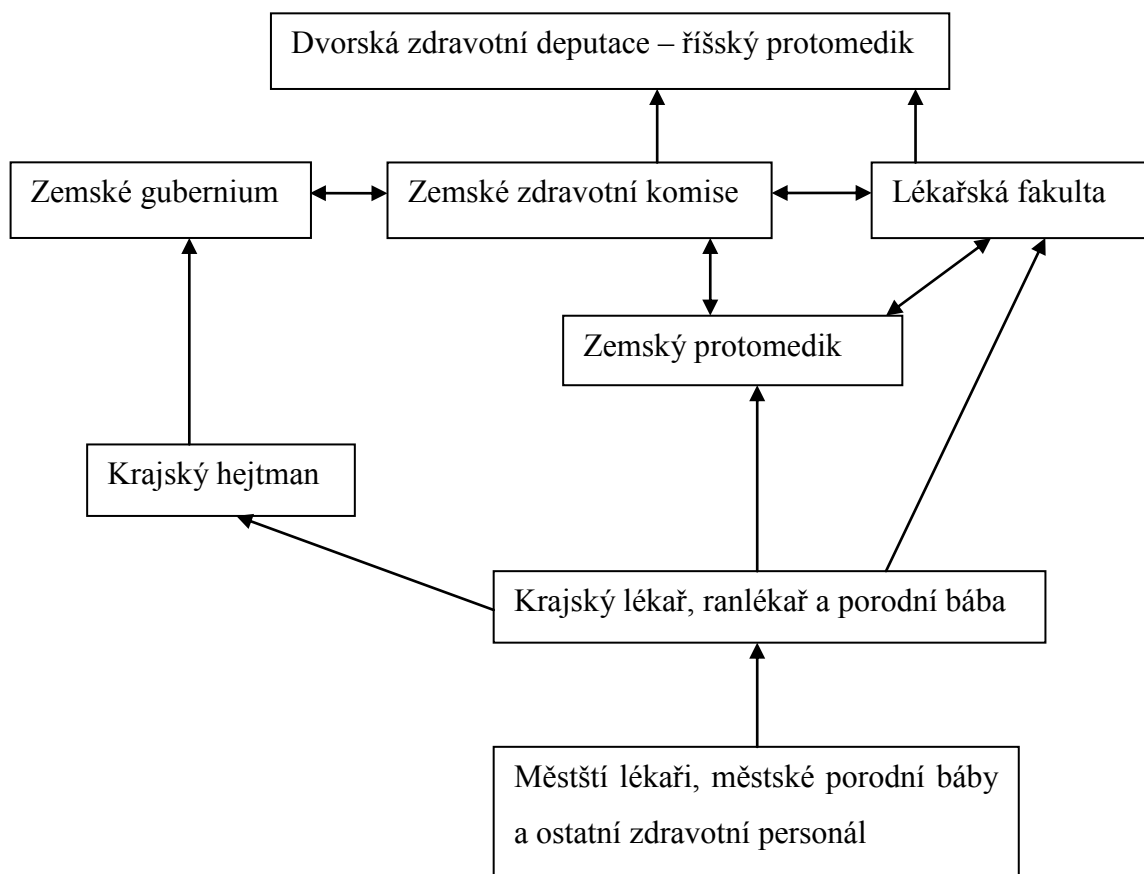 Dvorská zdravotní deputace – říšský protomedik
Zemské gubernium
Zemské zdravotní komise
Lékařská fakulta
Zemský protomedik
Krajský hejtman
Krajský lékař, ranlékař a porodní bába
Městští lékaři, městské porodní báby
a ostatní zdravotní personál